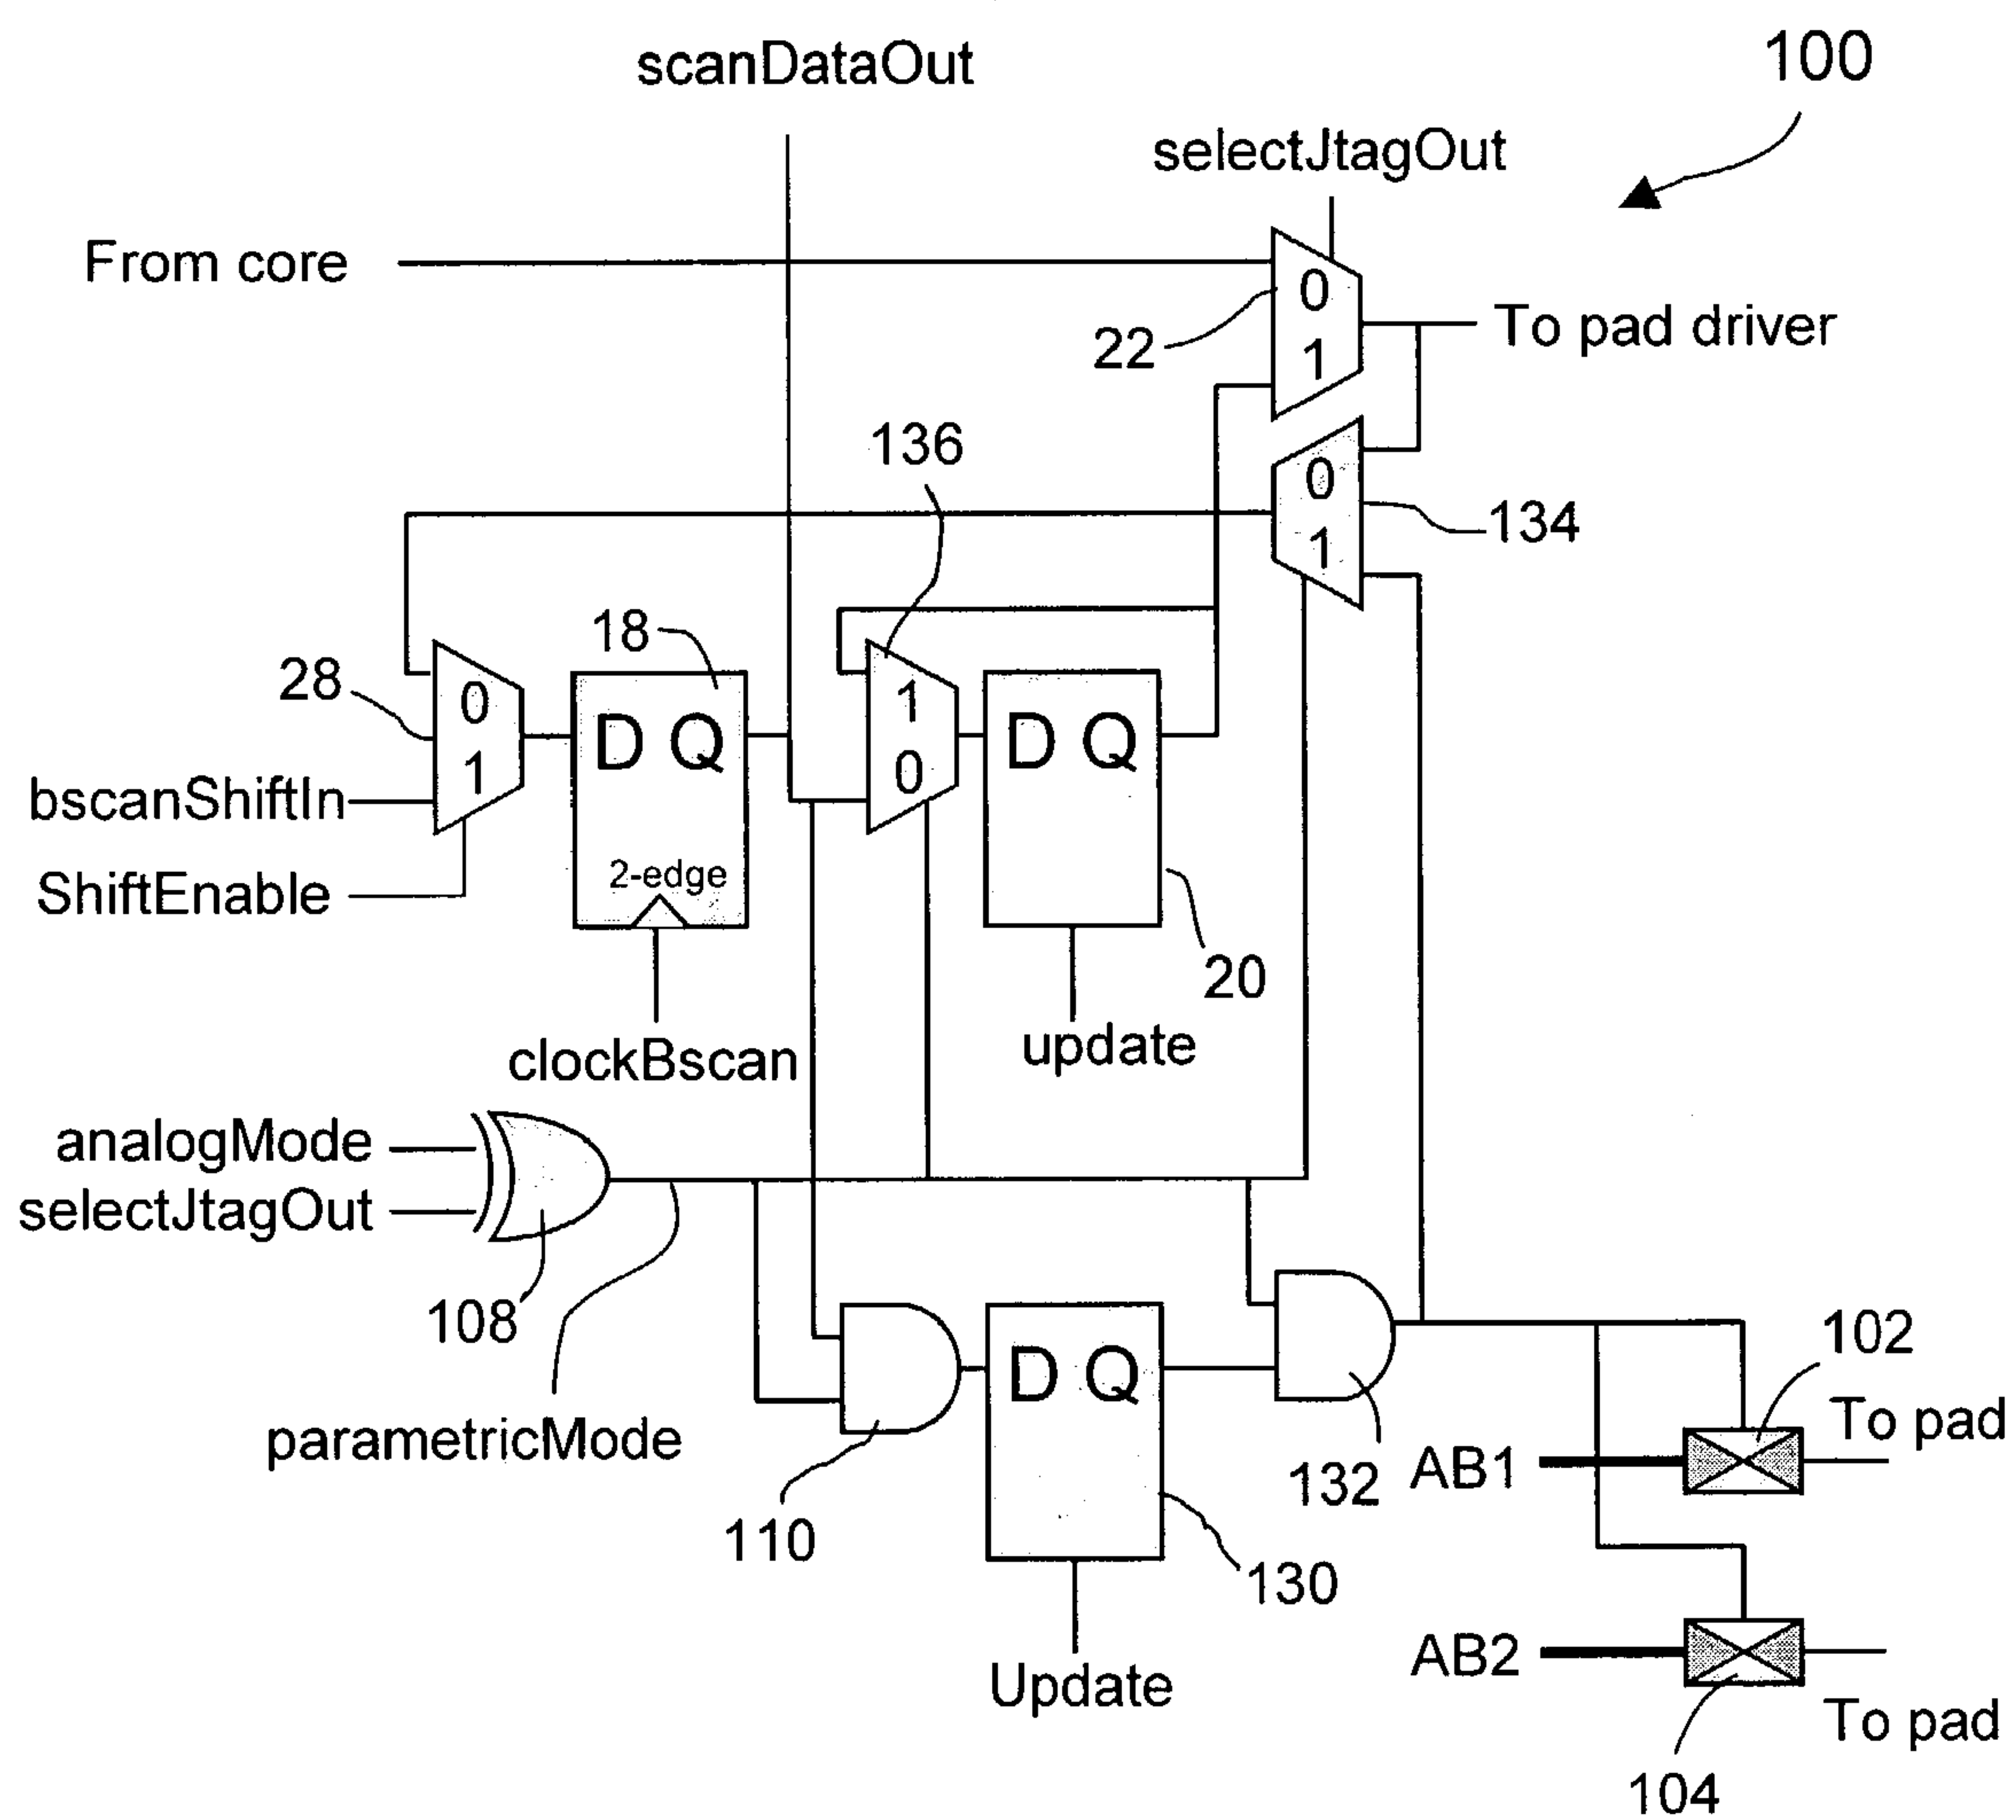 scanDataOut
100
selectJtagOut
From core
0
1
22
To pad driver
136
0
1
134
18
28
0
1
D Q
2-edge
1
0
D Q
bscanShiftIn
ShiftEnable
20
clockBscan
update
analogMode
selectJtagOut
108
parametricMode
110
D Q
130
Update
132
102
To pad
AB1
AB2
To pad
104